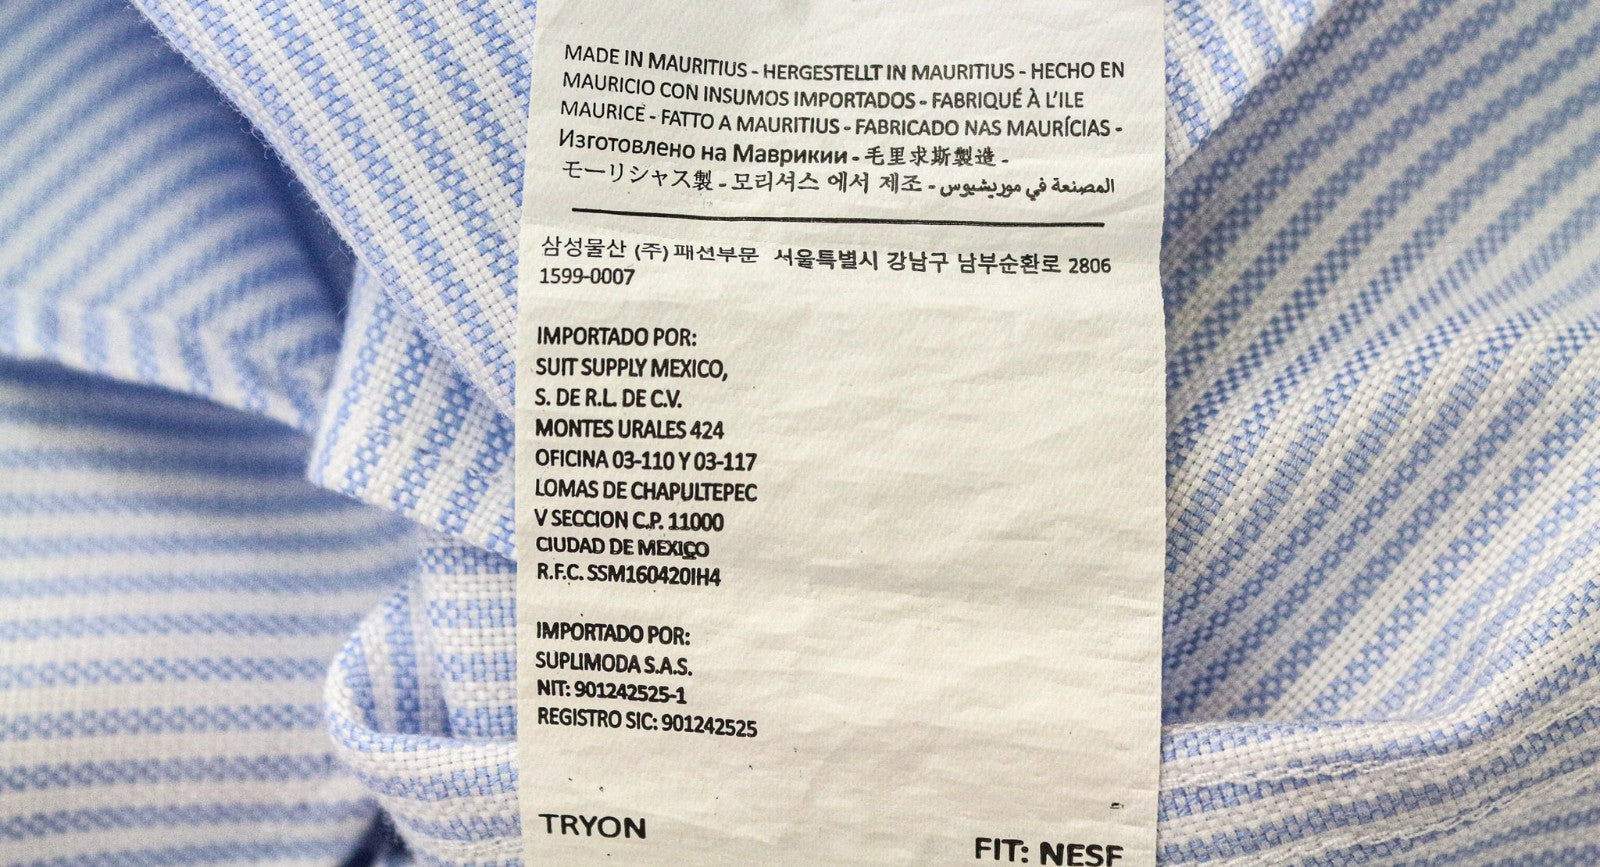 MADE IN MAURITIUS - HERGESTELLT IN MAURITIUS - HECHO EN
MAURICIO CON INSUMOS IMPORTADOS - FABRIQUÉ À L'ILE
MAURICE - FATTO A MAURITIUS - FABRICADO NAS MAURÍCIAS -
Изготовлено на Маврикии - 毛里求斯製造 -
モーリシャス製 - 모리셔스 에서 제조 - المصنعة في موريشيوس
삼성물산 (주) 패션부문 서울특별시 강남구 남부순환로 2806
1599-0007
IMPORTADO POR:
SUIT SUPPLY MEXICO,
S. DE R.L. DE C.V.
MONTES URALES 424
OFICINA 03-110 Y 03-117
LOMAS DE CHAPULTEPEC
V SECCION C.P. 11000
CIUDAD DE MEXICO
R.F.C. SSM160420IH4
IMPORTADO POR:
SUPLIMODA S.A.S.
NIT: 901242525-1
REGISTRO SIC: 901242525
TRYON
FIT: NESF